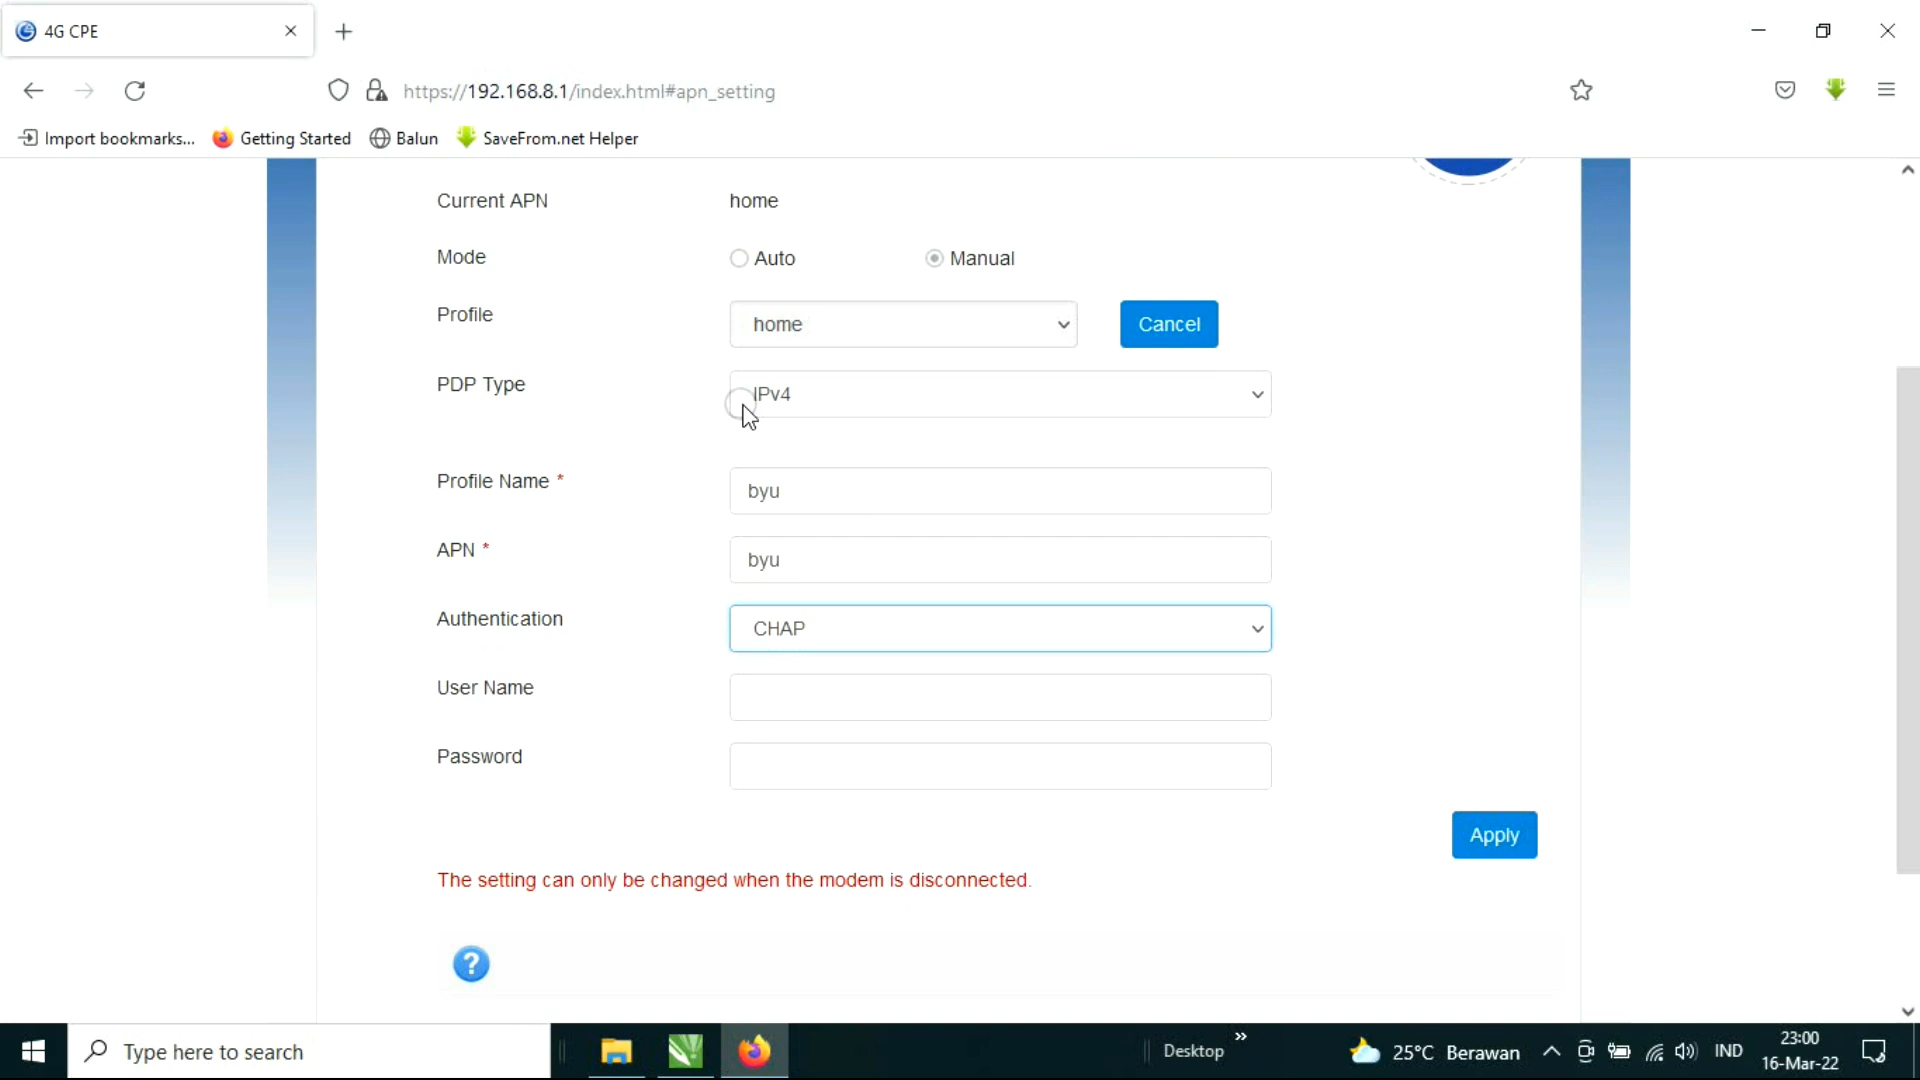 4G CPE
https://192.168.8.1/index.html#apn_setting
Import bookmarks... Getting Started Balun SaveFrom.net Helper
Current APN home
Mode Auto Manual
Profile home Cancel
PDP Type IPv4
Profile Name * byu
APN * byu
Authentication CHAP
User Name
Password
Apply
The setting can only be changed when the modem is disconnected.
?
Type here to search Desktop » 25°C Berawan IND 23:00
16-Mar-22